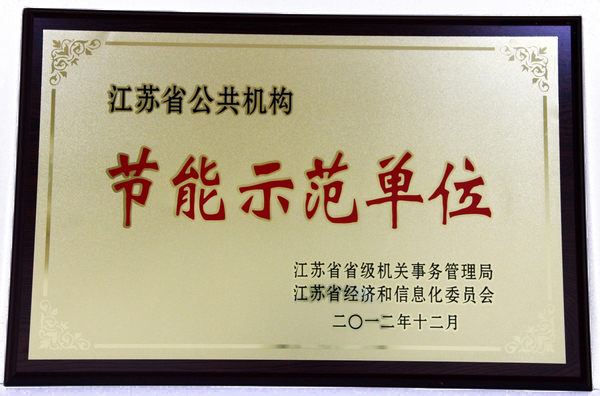 江苏省公共机构
节能示范单位
江苏省省级机关事务管理局
江苏省经济和信息化委员会
二〇一二年十二月